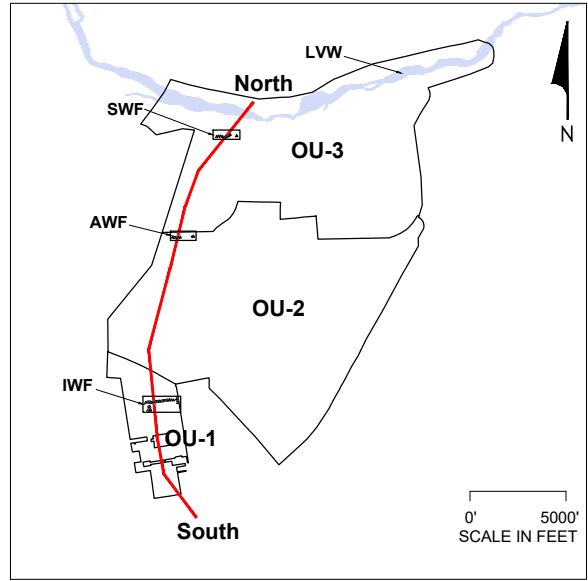 LVW
North
SWF
OU-3
N
AWF
OU-2
IWF
OU-1
South
0' 5000'
SCALE IN FEET